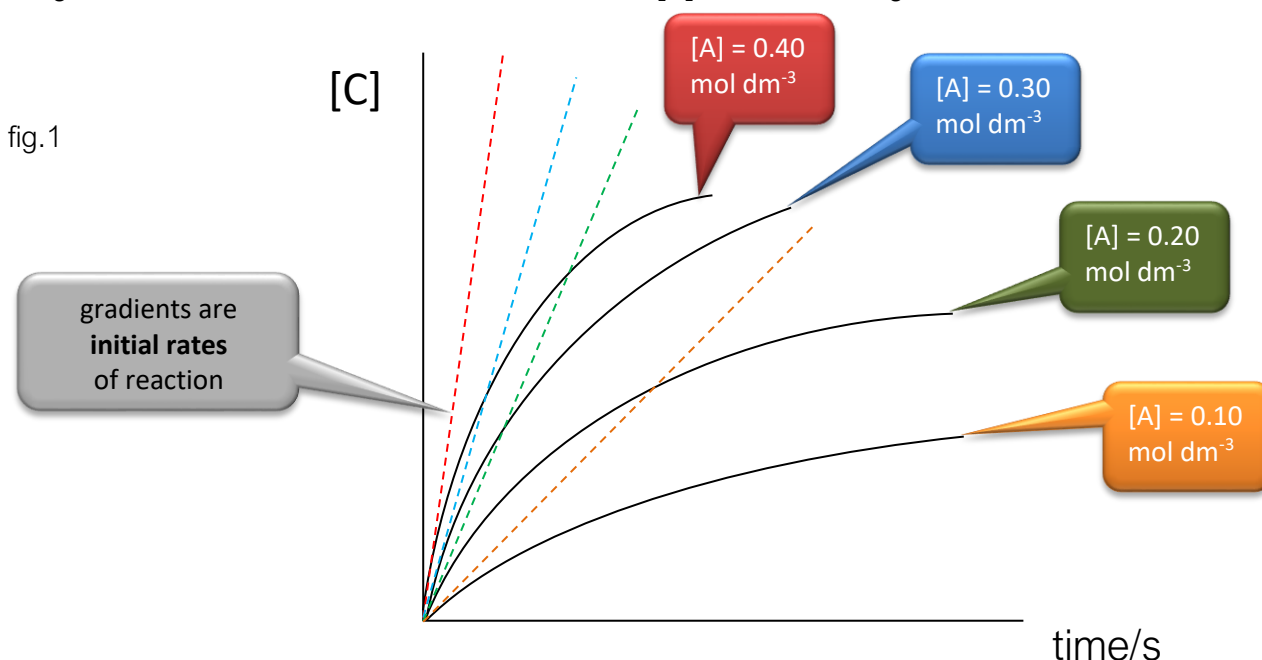 [A] = 0.40
mol dm-3
[C]
[A] = 0.30
mol dm-3
fig.1
[A] = 0.20
mol dm-3
gradients are
initial rates
of reaction
[A] = 0.10
mol dm-3
time/s